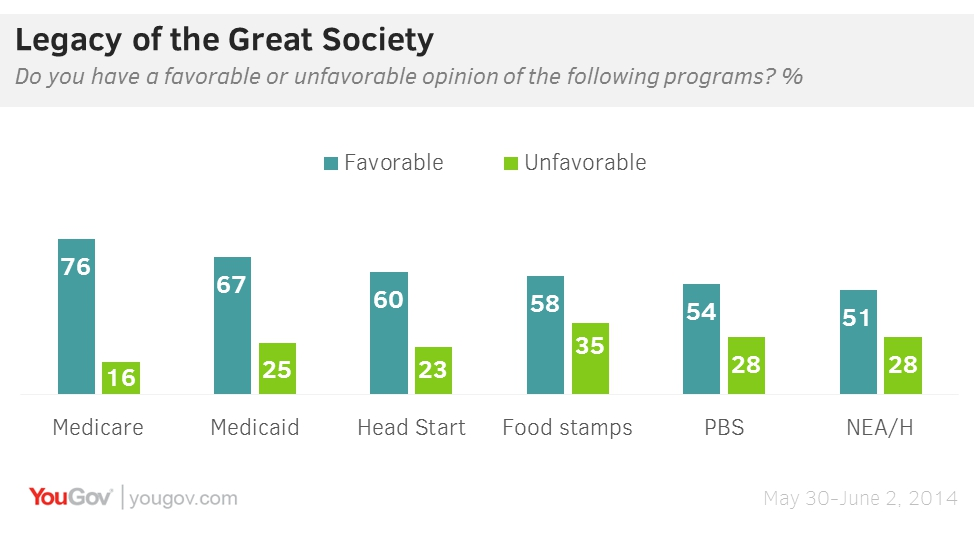 Legacy of the Great Society
Do you have a favorable or unfavorable opinion of the following programs? %
Favorable Unfavorable
76 16 67 25 60 23 58 35 54 28 51 28
Medicare Medicaid Head Start Food stamps PBS NEA/H
YouGov | yougov.com May 30-June 2, 2014